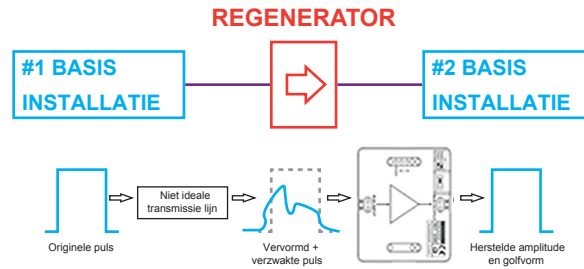 REGENERATOR
#1 BASIS
INSTALLATIE
#2 BASIS
INSTALLATIE
Originele puls
Niet ideale
transmissie lijn
Vervormd +
verzwakte puls
Herstelde amplitude
en golfvorm